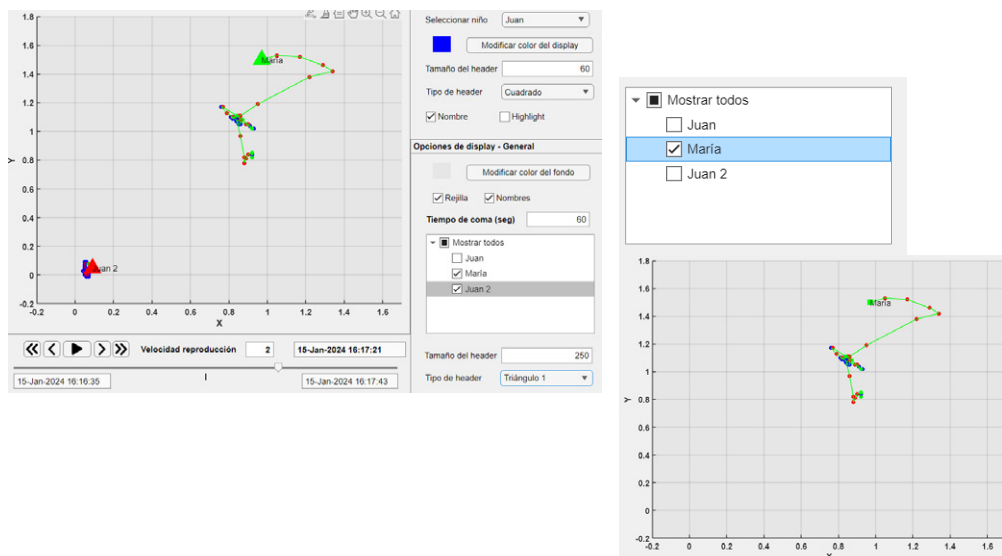 1.8
1.6
1.4
1.2
1
0.8
0.6
0.4
0.2
0
-0.2
-0.2
0
0.2
0.4
0.6
0.8
1
1.2
1.4
1.6
X
Y
María
Juan 2
Velocidad reproducción
2
15-Jan-2024 16:17:21
15-Jan-2024 16:16:35
15-Jan-2024 16:17:43
Seleccionar niño
Juan
Modificar color del display
Tamaño del header
60
Tipo de header
Cuadrado
Nombre
Highlight
Opciones de display - General
Modificar color del fondo
Rejilla
Nombres
Tiempo de coma (seg)
60
Mostrar todos
Juan
María
Juan 2
Tamaño del header
250
Tipo de header
Triángulo 1
Mostrar todos
Juan
María
Juan 2
1.8
1.6
1.4
1.2
1
0.8
0.6
0.4
0.2
0
-0.2
-0.2
0
0.2
0.4
0.6
0.8
1
1.2
1.4
1.6
Y
María